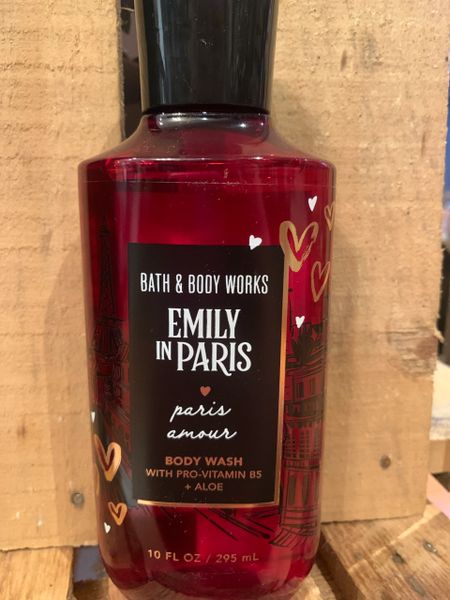 BATH & BODY WORKS
EMILY
IN PARIS
paris
amour
BODY WASH
WITH PRO-VITAMIN B5
+ ALOE
10 FL OZ / 295 mL